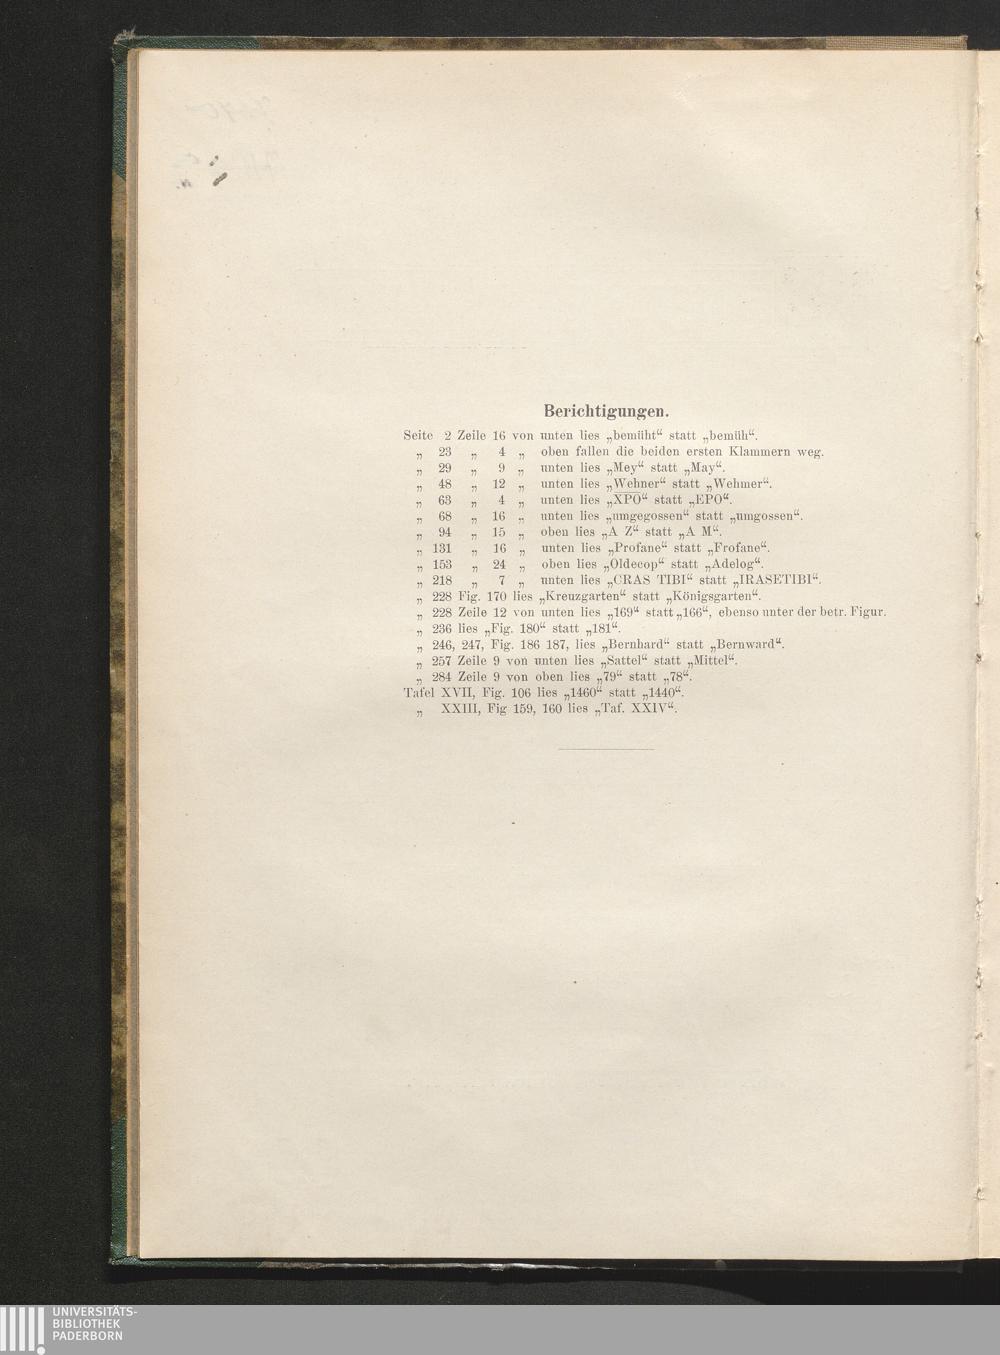 Berichtigungen.
Seite 2 Zeile 16 von unten lies „bemüht“ statt „bemüh“.
„ 23 „ 4 „ oben fallen die beiden ersten Klammern weg.
„ 29 „ 9 „ unten lies „Mey“ statt „May“.
„ 48 „ 12 „ unten lies „Wehner“ statt „Wehmer“.
„ 63 „ 4 „ unten lies „X̅P̅O̅“ statt „EPO“.
„ 68 „ 16 „ unten lies „umgegossen“ statt „umgossen“.
„ 94 „ 15 „ oben lies „A Z“ statt „A M“.
„ 131 „ 16 „ unten lies „Profane“ statt „Frofane“.
„ 153 „ 24 „ oben lies „Oldecop“ statt „Adelog“.
„ 218 „ 7 „ unten lies „CRAS TIBI“ statt „IRASETIBI“.
„ 228 Fig. 170 lies „Kreuzgarten“ statt „Königsgarten“.
„ 228 Zeile 12 von unten lies „169“ statt „166“, ebenso unter der betr. Figur.
„ 236 lies „Fig. 180“ statt „181“.
„ 246, 247, Fig. 186 187, lies „Bernhard“ statt „Bernward“.
„ 257 Zeile 9 von unten lies „Sattel“ statt „Mittel“.
„ 284 Zeile 9 von oben lies „79“ statt „78“.
Tafel XVII, Fig. 106 lies „1460“ statt „1440“.
„ XXIII, Fig 159, 160 lies „Taf. XXIV“.
UNIVERSITÄTS-
BIBLIOTHEK
PADERBORN